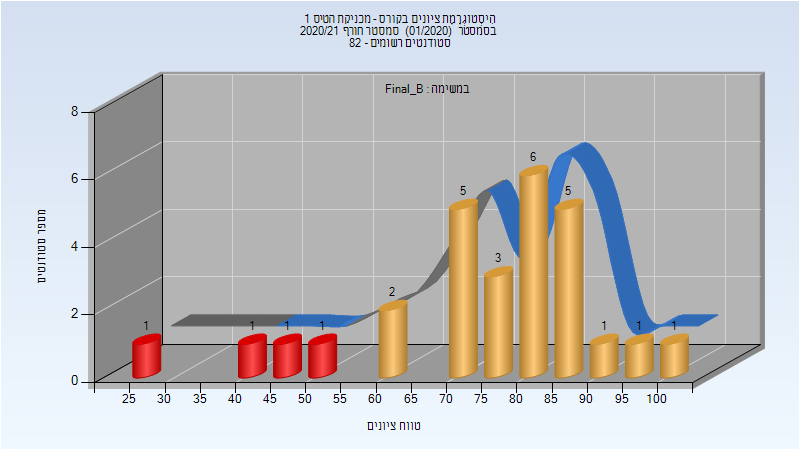 היסטוגרמת ציונים בקורס - מכניקת הטיס 1
בסמסטר (01/2020) סמסטר חורף 2020/21
סטודנטים רשומים - 82
במשימה : Final_B
מספר סטודנטים
8
6
4
2
0
1
1
1
1
2
5
3
6
5
1
1
1
25 30 35 40 45 50 55 60 65 70 75 80 85 90 95 100
טווח ציונים